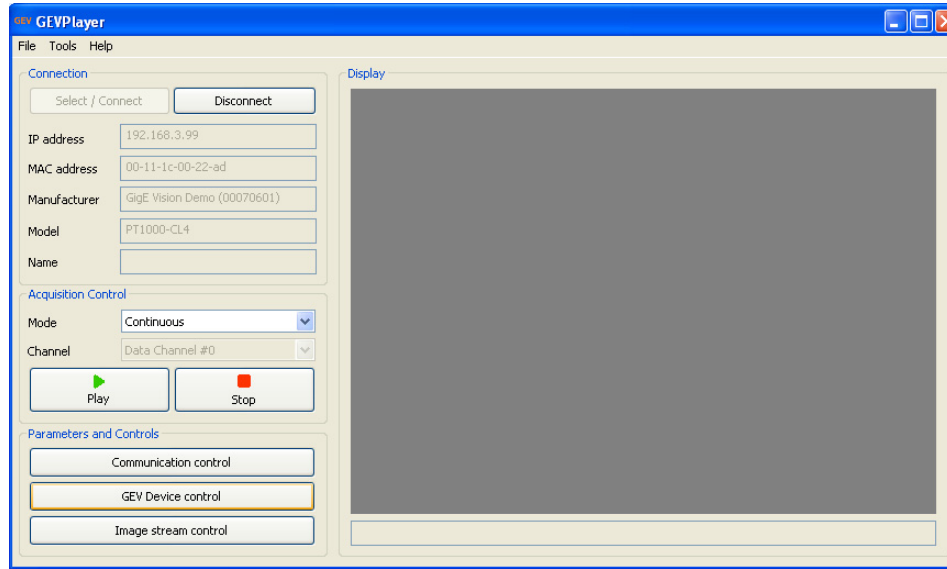 GEV GEVPlayer
File Tools Help
Connection
Select / Connect Disconnect
IP address 192.168.3.99
MAC address 00-11-1c-00-22-ad
Manufacturer GigE Vision Demo (00070601)
Model PT1000-CL4
Name
Acquisition Control
Mode Continuous
Channel Data Channel #0
Play Stop
Parameters and Controls
Communication control
GEV Device control
Image stream control
Display